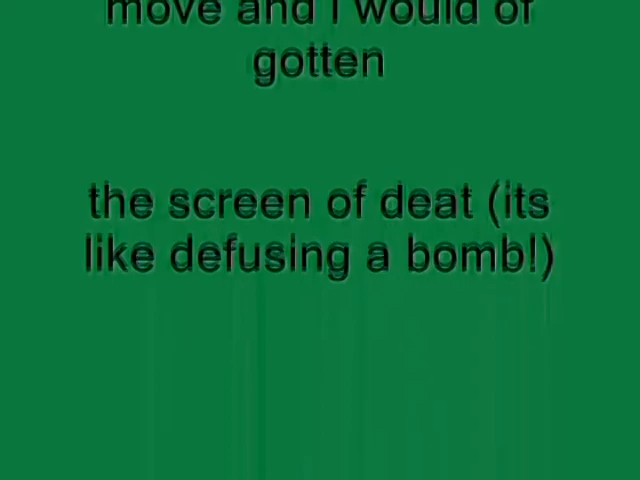 move and I would of
gotten
the screen of deat (its
like defusing a bomb!)